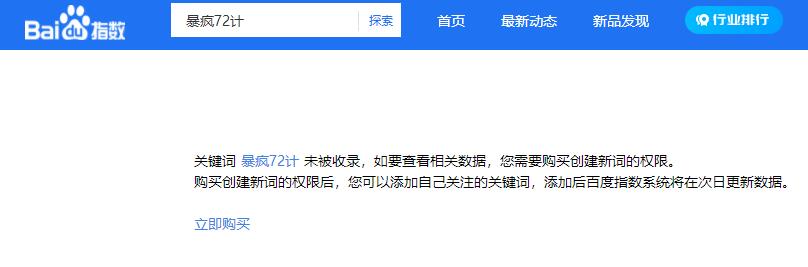 Bai du 指数
暴疯72计
探索
首页
最新动态
新品发现
行业排行
关键词 暴疯72计 未被收录，如要查看相关数据，您需要购买创建新词的权限。
购买创建新词的权限后，您可以添加自己关注的关键词，添加后百度指数系统将在次日更新数据。
立即购买